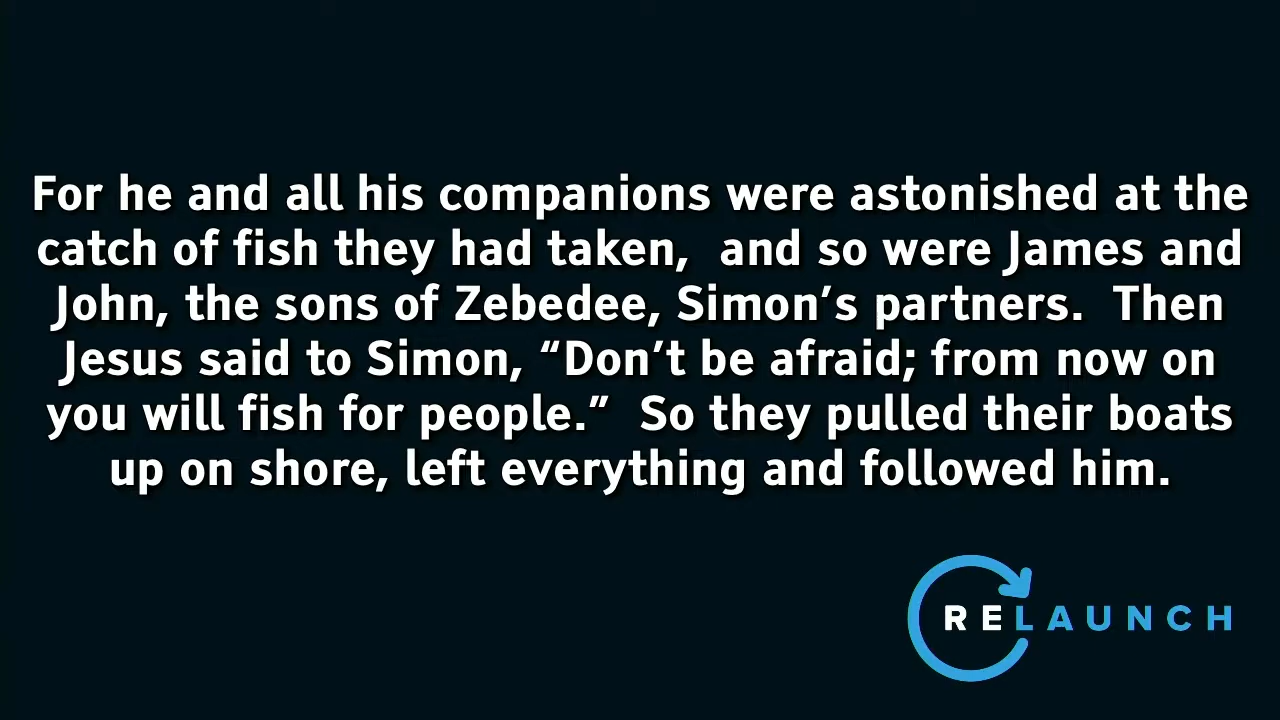 For he and all his companions were astonished at the
catch of fish they had taken,  and so were James and
John, the sons of Zebedee, Simon’s partners.  Then
Jesus said to Simon, “Don’t be afraid; from now on
you will fish for people.”  So they pulled their boats
up on shore, left everything and followed him.
RELAUNCH